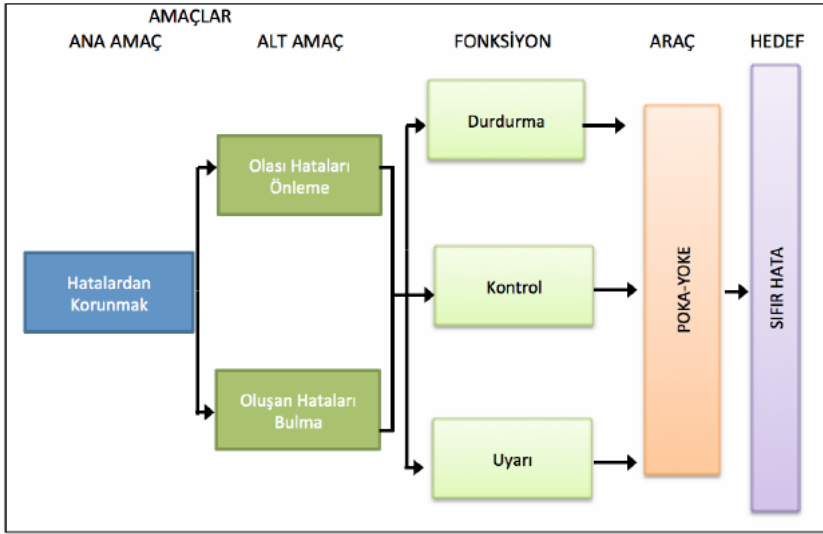 AMAÇLAR
ANA AMAÇ
ALT AMAÇ
FONKSİYON
ARAÇ
HEDEF
Hatalardan
Korunmak
Olası Hataları
Önleme
Oluşan Hataları
Bulma
Durdurma
Kontrol
Uyarı
POKA-YOKE
SIFIR HATA